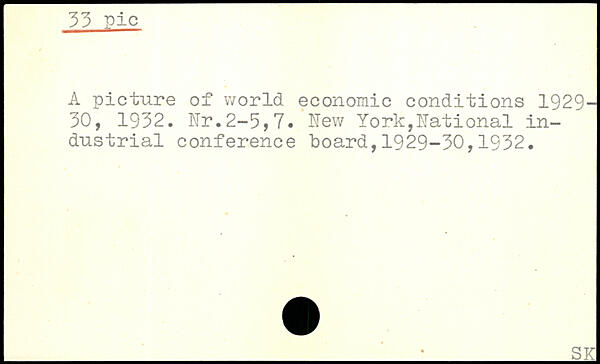 33 pic
A picture of world economic conditions 1929-
30, 1932. Nr.2-5,7. New York,National in-
dustrial conference board,1929-30,1932.
SK